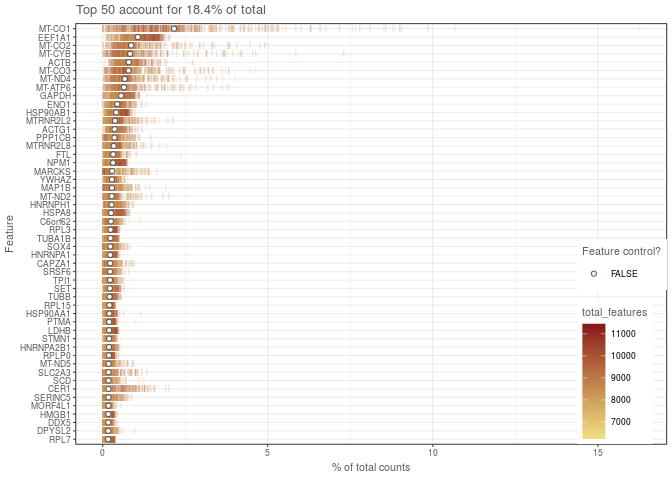 Top 50 account for 18.4% of total
Feature
MT-CO1
EEF1A1
MT-CO2
MT-CYB
ACTB
MT-CO3
MT-ND4
MT-ATP6
GAPDH
ENO1
HSP90AB1
MTRNR2L2
ACTG1
PPP1CB
MTRNR2L8
FTL
NPM1
MARCKS
YWHAZ
MAP1B
MT-ND2
HNRNPH1
HSPA8
C6orf62
RPL3
TUBA1B
SOX4
HNRNPA1
CAPZA1
SRSF6
TPI1
SET
TUBB
RPL15
HSP90AA1
PTMA
LDHB
STMN1
HNRNPA2B1
RPLP0
MT-ND5
SLC2A3
SCD
CER1
SERINC5
MORF4L1
HMGB1
DDX5
DPYSL2
RPL7
Feature control?
FALSE
total_features
11000
10000
9000
8000
7000
0 5 10 15
% of total counts